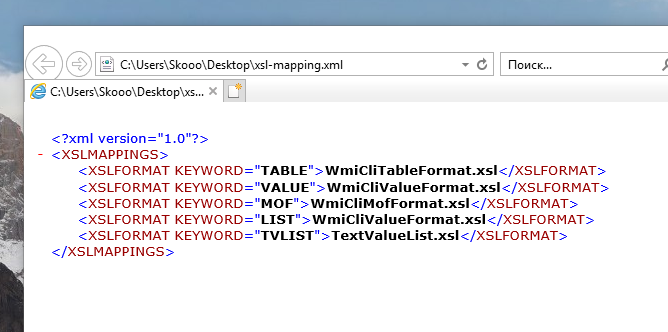 C:\Users\Skooo\Desktop\xsl-mapping.xml
Поиск...
C:\Users\Skooo\Desktop\xs...
<?xml version="1.0"?>
- <XSLMAPPINGS>
<XSLFORMAT KEYWORD="TABLE">WmiCliTableFormat.xsl</XSLFORMAT>
<XSLFORMAT KEYWORD="VALUE">WmiCliValueFormat.xsl</XSLFORMAT>
<XSLFORMAT KEYWORD="MOF">WmiCliMofFormat.xsl</XSLFORMAT>
<XSLFORMAT KEYWORD="LIST">WmiCliValueFormat.xsl</XSLFORMAT>
<XSLFORMAT KEYWORD="TVLIST">TextValueList.xsl</XSLFORMAT>
</XSLMAPPINGS>